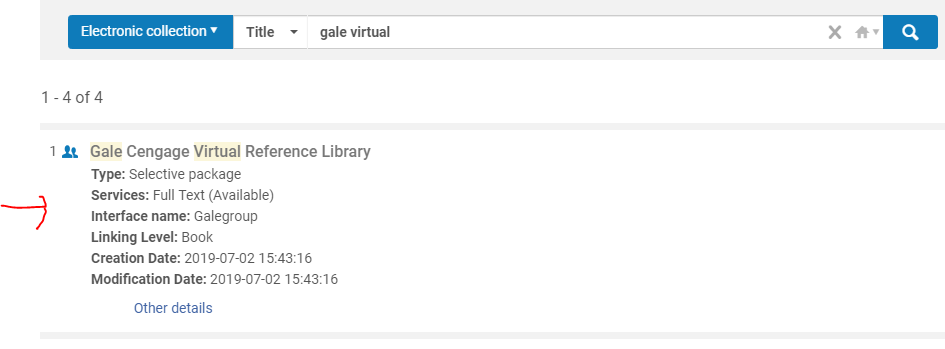 Electronic collection Title gale virtual
1 - 4 of 4
1 Gale Cengage Virtual Reference Library
Type: Selective package
Services: Full Text (Available)
Interface name: Galegroup
Linking Level: Book
Creation Date: 2019-07-02 15:43:16
Modification Date: 2019-07-02 15:43:16
Other details